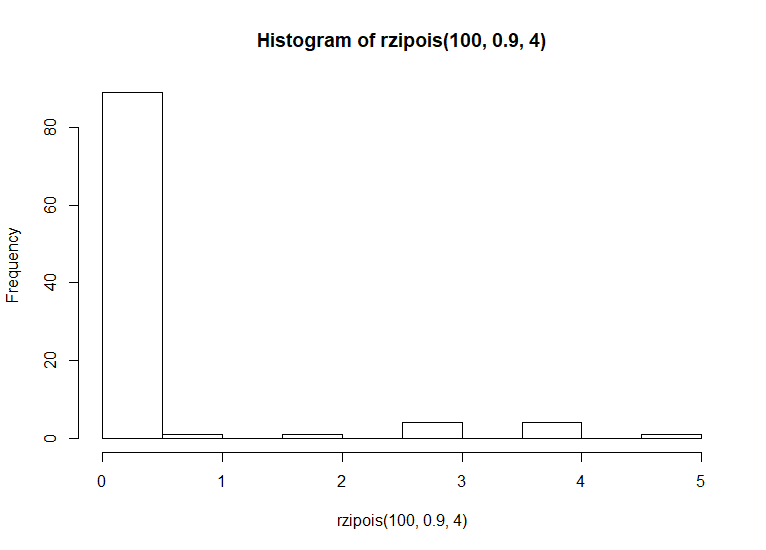 Histogram of rzipois(100, 0.9, 4)
Frequency
80
60
40
20
0
0 1 2 3 4 5
rzipois(100, 0.9, 4)